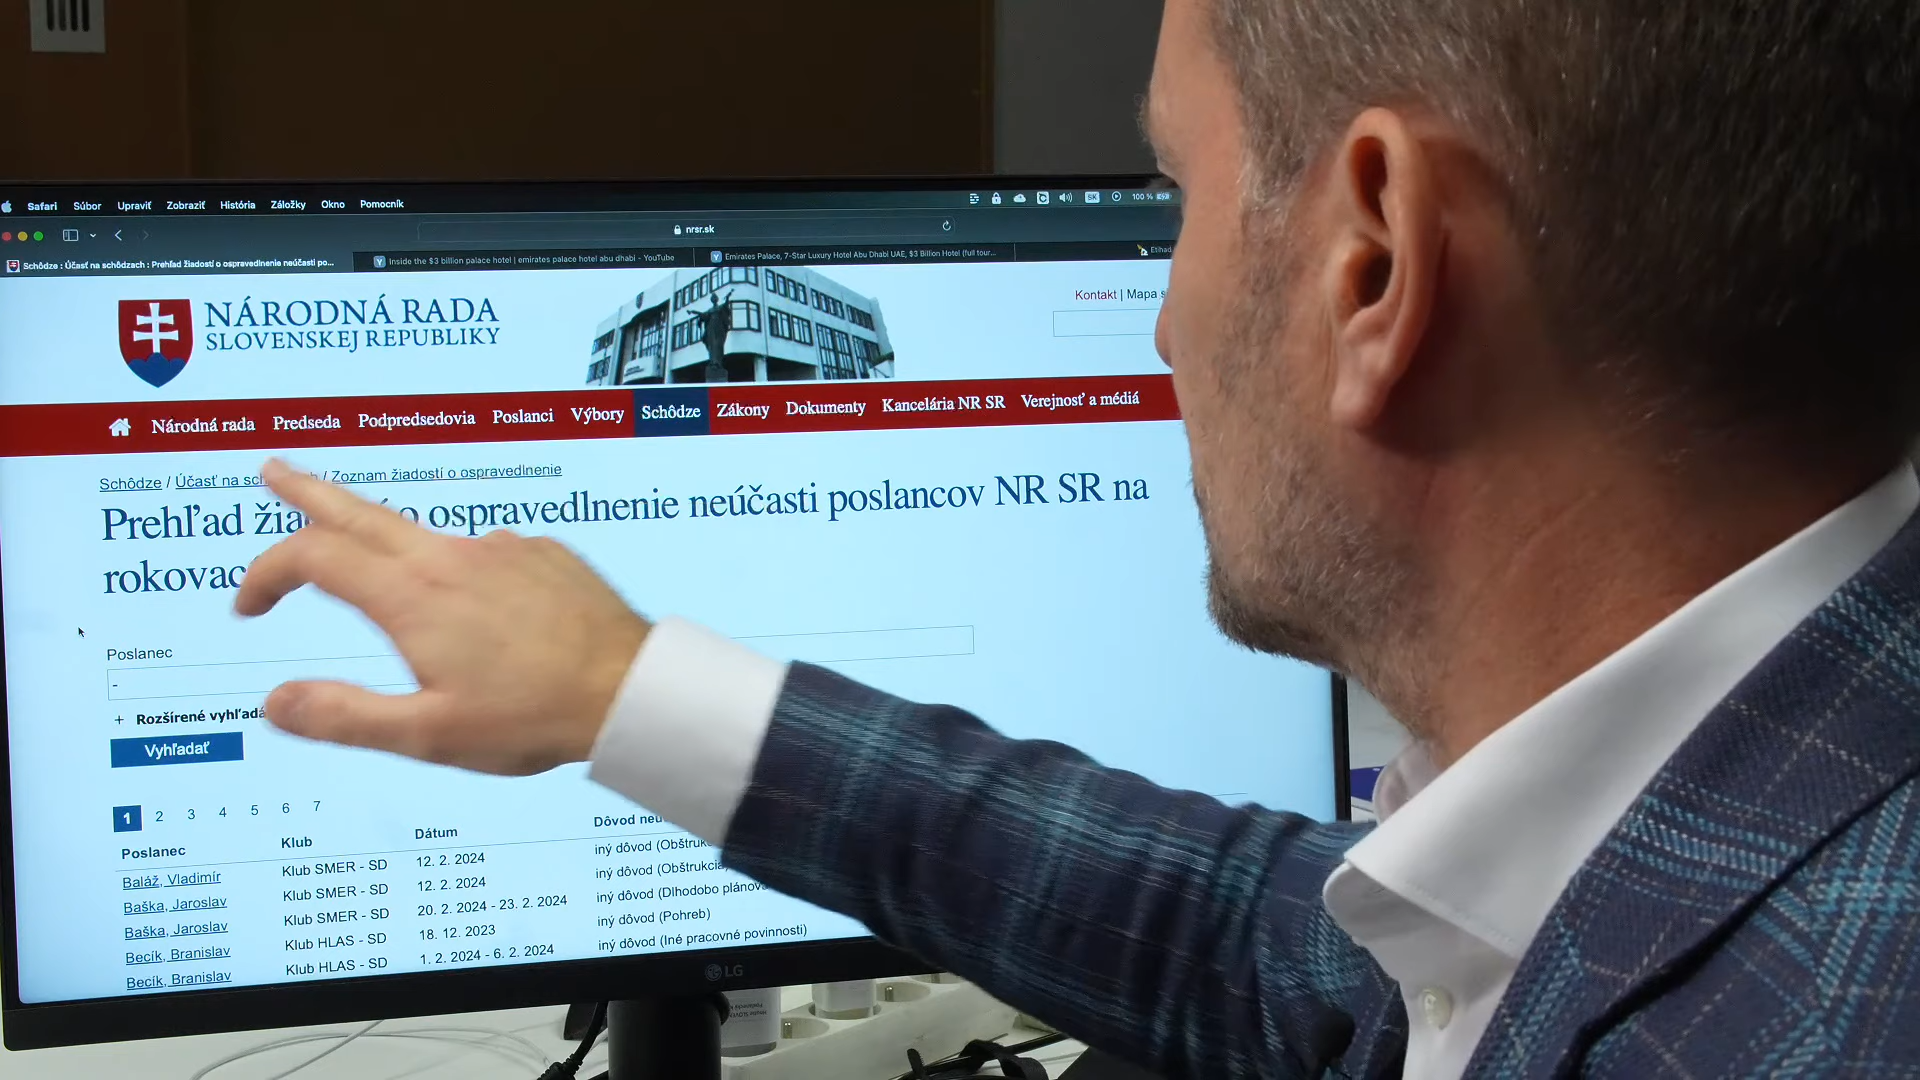 Safari Súbor Upraviť Zobraziť História Záložky Okno Pomocník
SK 100 %
nrsr.sk
Schôdze : Účasť na schôdzach : Prehľad žiadostí o ospravedlnenie neúčasti po...
Inside the $3 billion palace hotel | emirates palace hotel abu dhabi - YouTube
Emirates Palace, 7-Star Luxury Hotel Abu Dhabi UAE, $3 Billion Hotel (full tour...
Etihad
NÁRODNÁ RADA
SLOVENSKEJ REPUBLIKY
Kontakt | Mapa
Národná rada Predseda Podpredsedovia Poslanci Výbory Schôdze Zákony Dokumenty Kancelária NR SR Verejnosť a médiá
Schôdze / Účasť na sch / Zoznam žiadostí o ospravedlnenie
Prehľad žia o ospravedlnenie neúčasti poslancov NR SR na
rokovac
Poslanec
-
+ Rozšírené vyhľadá
Vyhľadať
1 2 3 4 5 6 7
Poslanec Klub Dátum Dôvod neú
Baláž, Vladimír Klub SMER - SD 12. 2. 2024 iný dôvod (Obštruk
Baška, Jaroslav Klub SMER - SD 12. 2. 2024 iný dôvod (Obštrukcia
Baška, Jaroslav Klub SMER - SD 20. 2. 2024 - 23. 2. 2024 iný dôvod (Dlhodobo plánova
Becík, Branislav Klub HLAS - SD 18. 12. 2023 iný dôvod (Pohreb)
Becík, Branislav Klub HLAS - SD 1. 2. 2024 - 6. 2. 2024 iný dôvod (Iné pracovné povinnosti)
LG